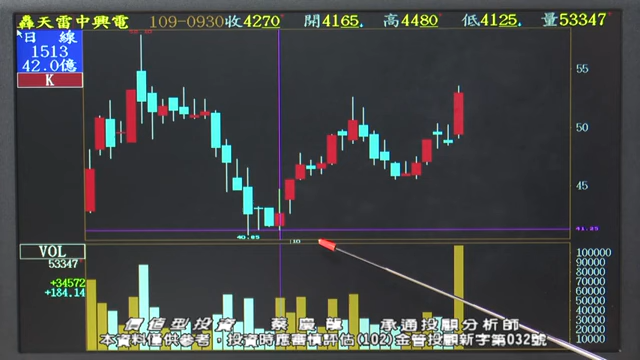 轟天雷中興電 109-0930收4270 開4165 高4480 低4125 量53347
日 線
1513
42.0億
K
55
50
45
41.25
40.85
10
VOL
53347
+34572
+184.14
100000
90000
80000
70000
60000
50000
40000
30000
20000
10000
價值型投資 蔡慶龍 承通投顧分析師
本資料僅供參考，投資時應審慎評估(102)金管投顧新字第032號